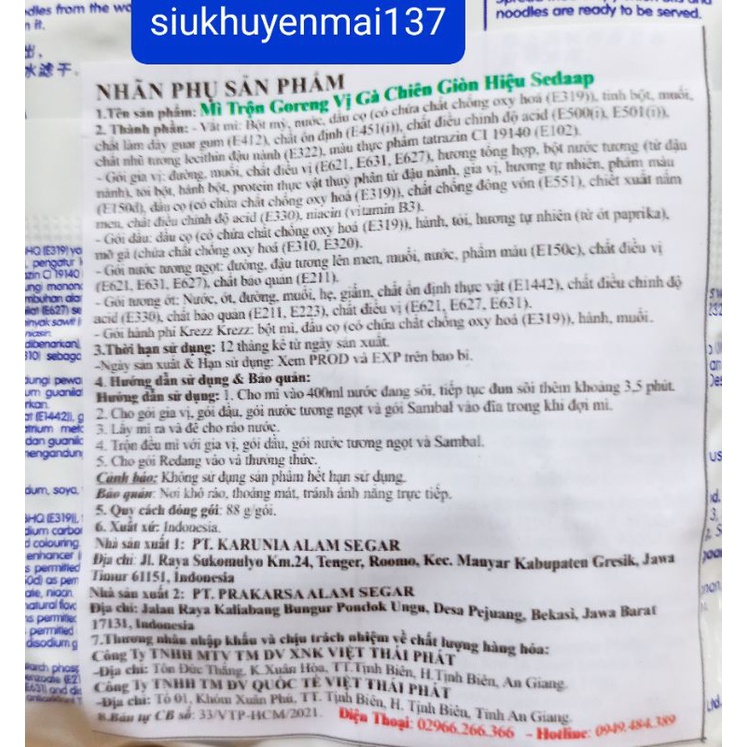 siukhuyenmai137
dles from the wo
noodles are ready to be served.
NHÃN PHỤ SẢN PHẨM
1.Tên sản phẩm: Mì Trộn Goreng Vị Gà Chiên Giòn Hiệu Sedaap
2. Thành phần: - Vắt mì: Bột mỳ, nước, dầu cọ (có chứa chất chống oxy hoá (E319)), tinh bột, muối,
chất làm dày guar gum (E412), chất ổn định (E451(i)), chất điều chỉnh độ acid (E500(i), E501(i)),
chất nhũ tương lecithin đậu nành (E322), màu thực phẩm tatrazin CI 19140 (E102).
- Gói gia vị: đường, muối, chất điều vị (E621, E631, E627), hương tổng hợp, bột nước tương (từ đậu
nành), tỏi bột, hành bột, protein thực vật thuỷ phân từ đậu nành, gia vị, hương tự nhiên, phẩm màu
(E150d), dầu cọ (có chứa chất chống oxy hoá (E319)), chất chống đông vón (E551), chiết xuất nấm
men, chất điều chỉnh độ acid (E330), niacin (vitamin B3).
- Gói dầu: dầu cọ (có chứa chất chống oxy hoá (E319)), hành, tỏi, hương tự nhiên (từ ớt paprika),
mỡ gà (chứa chất chống oxy hoá (E310, E320).
- Gói nước tương ngọt: đường, đậu tương lên men, muối, nước, phẩm màu (E150c), chất điều vị
(E621, E631, E627), chất bảo quản (E211).
- Gói tương ớt: Nước, ớt, đường, muối, hẹ, giấm, chất ổn định thực vật (E1442), chất điều chỉnh độ
acid (E330), chất bảo quản (E211, E223), chất điều vị (E621, E627, E631).
- Gói hành phi Krezz Krezz: bột mì, dầu cọ (có chứa chất chống oxy hoá (E319)), hành, muối.
3.Thời hạn sử dụng: 12 tháng kể từ ngày sản xuất.
-Ngày sản xuất & Hạn sử dụng: Xem PROD và EXP trên bao bì.
4. Hướng dẫn sử dụng & Bảo quản:
Hướng dẫn sử dụng: 1. Cho mì vào 400ml nước đang sôi, tiếp tục đun sôi thêm khoảng 3,5 phút.
2. Cho gói gia vị, gói dầu, gói nước tương ngọt và gói Sambal vào đĩa trong khi đợi mì.
3. Lấy mì ra và để cho ráo nước.
4. Trộn đều mì với gia vị, gói dầu, gói nước tương ngọt và Sambal.
5. Cho gói Redang vào và thưởng thức.
Cảnh báo: Không sử dụng sản phẩm hết hạn sử dụng.
Bảo quản: Nơi khô ráo, thoáng mát, tránh ánh nắng trực tiếp.
5. Quy cách đóng gói: 88 g/gói.
6. Xuất xứ: Indonesia.
Nhà sản xuất 1: PT. KARUNIA ALAM SEGAR
Địa chỉ: Jl. Raya Sukomulyo Km.24, Tenger, Roomo, Kec. Manyar Kabupaten Gresik, Jawa
Timur 61151, Indonesia
Nhà sản xuất 2: PT. PRAKARSA ALAM SEGAR
Địa chỉ: Jalan Raya Kaliabang Bungur Pondok Ungu, Desa Pejuang, Bekasi, Jawa Barat
17131, Indonesia
7.Thương nhân nhập khẩu và chịu trách nhiệm về chất lượng hàng hóa:
Công Ty TNHH MTV TM DV XNK VIỆT THÁI PHÁT
-Địa chỉ: Tôn Đức Thắng, K.Xuân Hòa, TT.Tịnh Biên, H.Tịnh Biên, An Giang.
Công Ty TNHH TM DV QUỐC TẾ VIỆT THÁI PHÁT
-Địa chỉ: Tổ 01, Khóm Xuân Phú, TT. Tịnh Biên, H. Tịnh Biên, Tỉnh An Giang.
8.Bản tự CB số: 33/VTP-HCM/2021. Điện Thoại: 02966.266.366 - Hotline: 0949.484.389